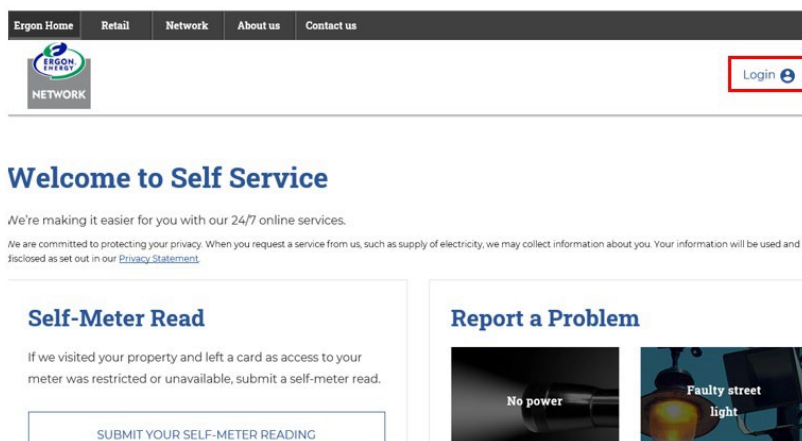 Ergon Home Retail Network About us Contact us
ERGON
ENERGY
NETWORK
Login
Welcome to Self Service
We're making it easier for you with our 24/7 online services.
We are committed to protecting your privacy. When you request a service from us, such as supply of electricity, we may collect information about you. Your information will be used and
disclosed as set out in our Privacy Statement.
Self-Meter Read
If we visited your property and left a card as access to your
meter was restricted or unavailable, submit a self-meter read.
SUBMIT YOUR SELF-METER READING
Report a Problem
No power
Faulty street
light